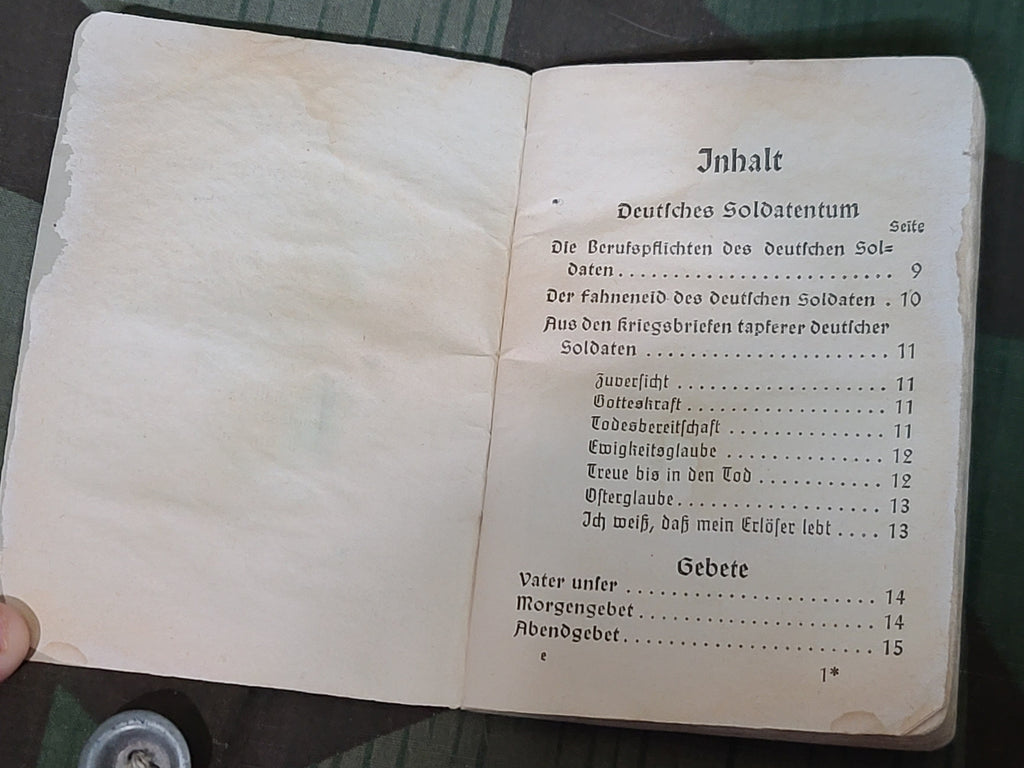 Inhalt
Deutsches Soldatentum
Seite
Die Berufspflichten des deutschen Sol=
daten . . . . . . . . . . . . . . . . . . . . . . . . . . 9
Der Fahneneid des deutschen Soldaten . 10
Aus den Kriegsbriefen tapferer deutscher
Soldaten . . . . . . . . . . . . . . . . . . . . . . . 11
Zuversicht . . . . . . . . . . . . . . . . . . . . 11
Gotteskraft . . . . . . . . . . . . . . . . . . . 11
Todesbereitschaft . . . . . . . . . . . . . . . 11
Ewigkeitsglaube . . . . . . . . . . . . . . . 12
Treue bis in den Tod . . . . . . . . . . . . 12
Osterglaube . . . . . . . . . . . . . . . . . . . 13
Ich weiß, daß mein Erlöser lebt . . . . 13
Gebete
Vater unser . . . . . . . . . . . . . . . . . . . . . . . . 14
Morgengebet . . . . . . . . . . . . . . . . . . . . . . . 14
Abendgebet . . . . . . . . . . . . . . . . . . . . . . . . 15
e 1*